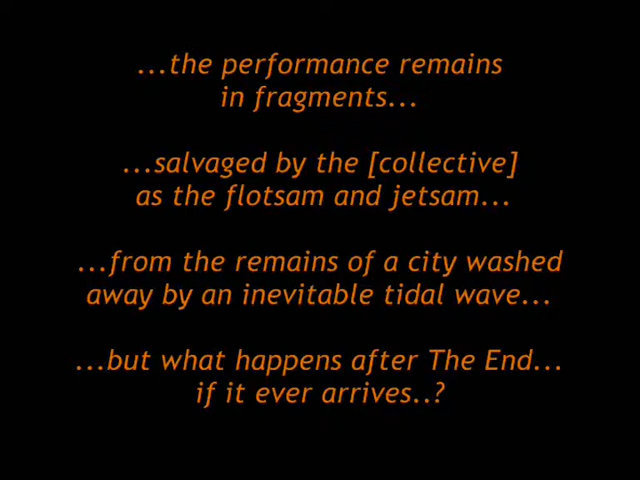 ...the performance remains
in fragments...
...salvaged by the [collective]
as the flotsam and jetsam...
...from the remains of a city washed
away by an inevitable tidal wave...
...but what happens after The End...
if it ever arrives..?